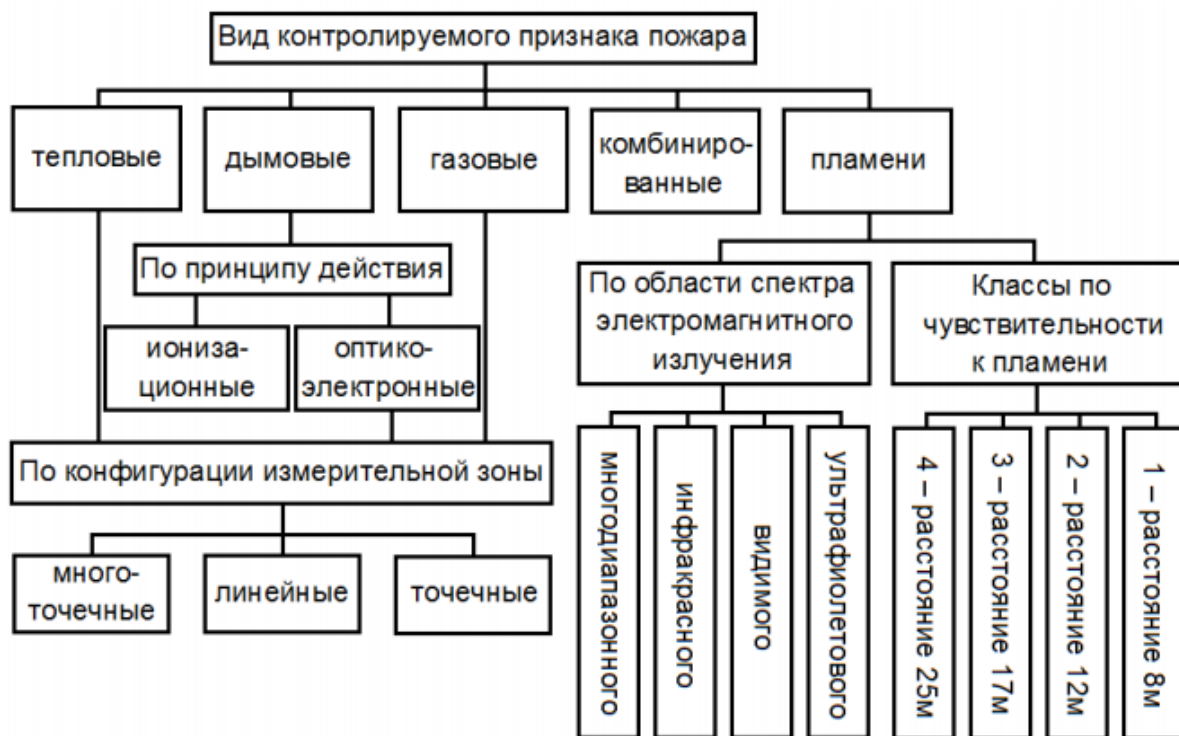 Вид контролируемого признака пожара
тепловые
дымовые
газовые
комбиниро-
ванные
пламени
По принципу действия
иониза-
ционные
оптико-
электронные
По конфигурации измерительной зоны
много-
точечные
линейные
точечные
По области спектра
электромагнитного
излучения
Классы по
чувствительности
к пламени
многодиапазонного
инфракрасного
видимого
ультрафиолетового
4 – расстояние 25м
3 – расстояние 17м
2 – расстояние 12м
1 – расстояние 8м